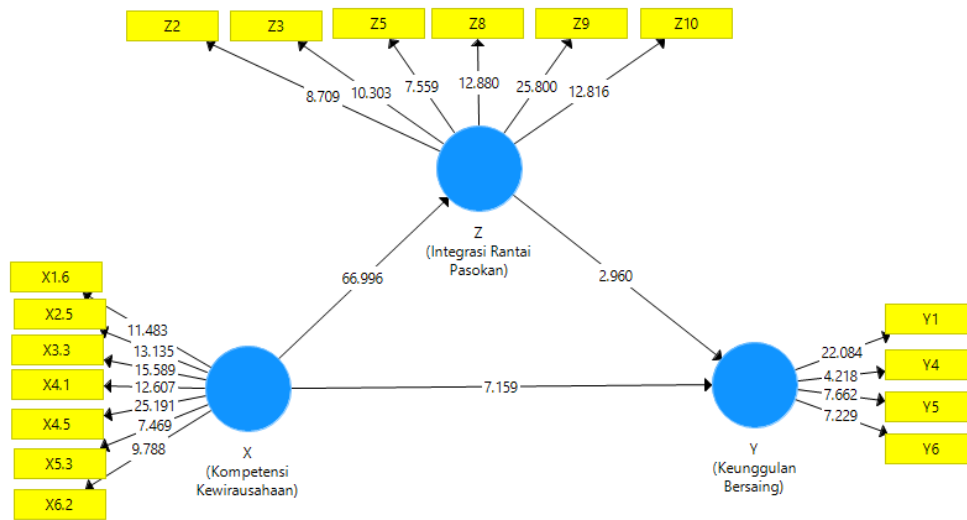 Z2
Z3
Z5
Z8
Z9
Z10
8.709
10.303
7.559
12.880
25.800
12.816
Z
(Integrasi Rantai
Pasokan)
66.996
2.960
X1.6
X2.5
X3.3
X4.1
X4.5
X5.3
X6.2
11.483
13.135
15.589
12.607
25.191
7.469
9.788
X
(Kompetensi
Kewirausahaan)
7.159
Y
(Keunggulan
Bersaing)
22.084
4.218
7.662
7.229
Y1
Y4
Y5
Y6